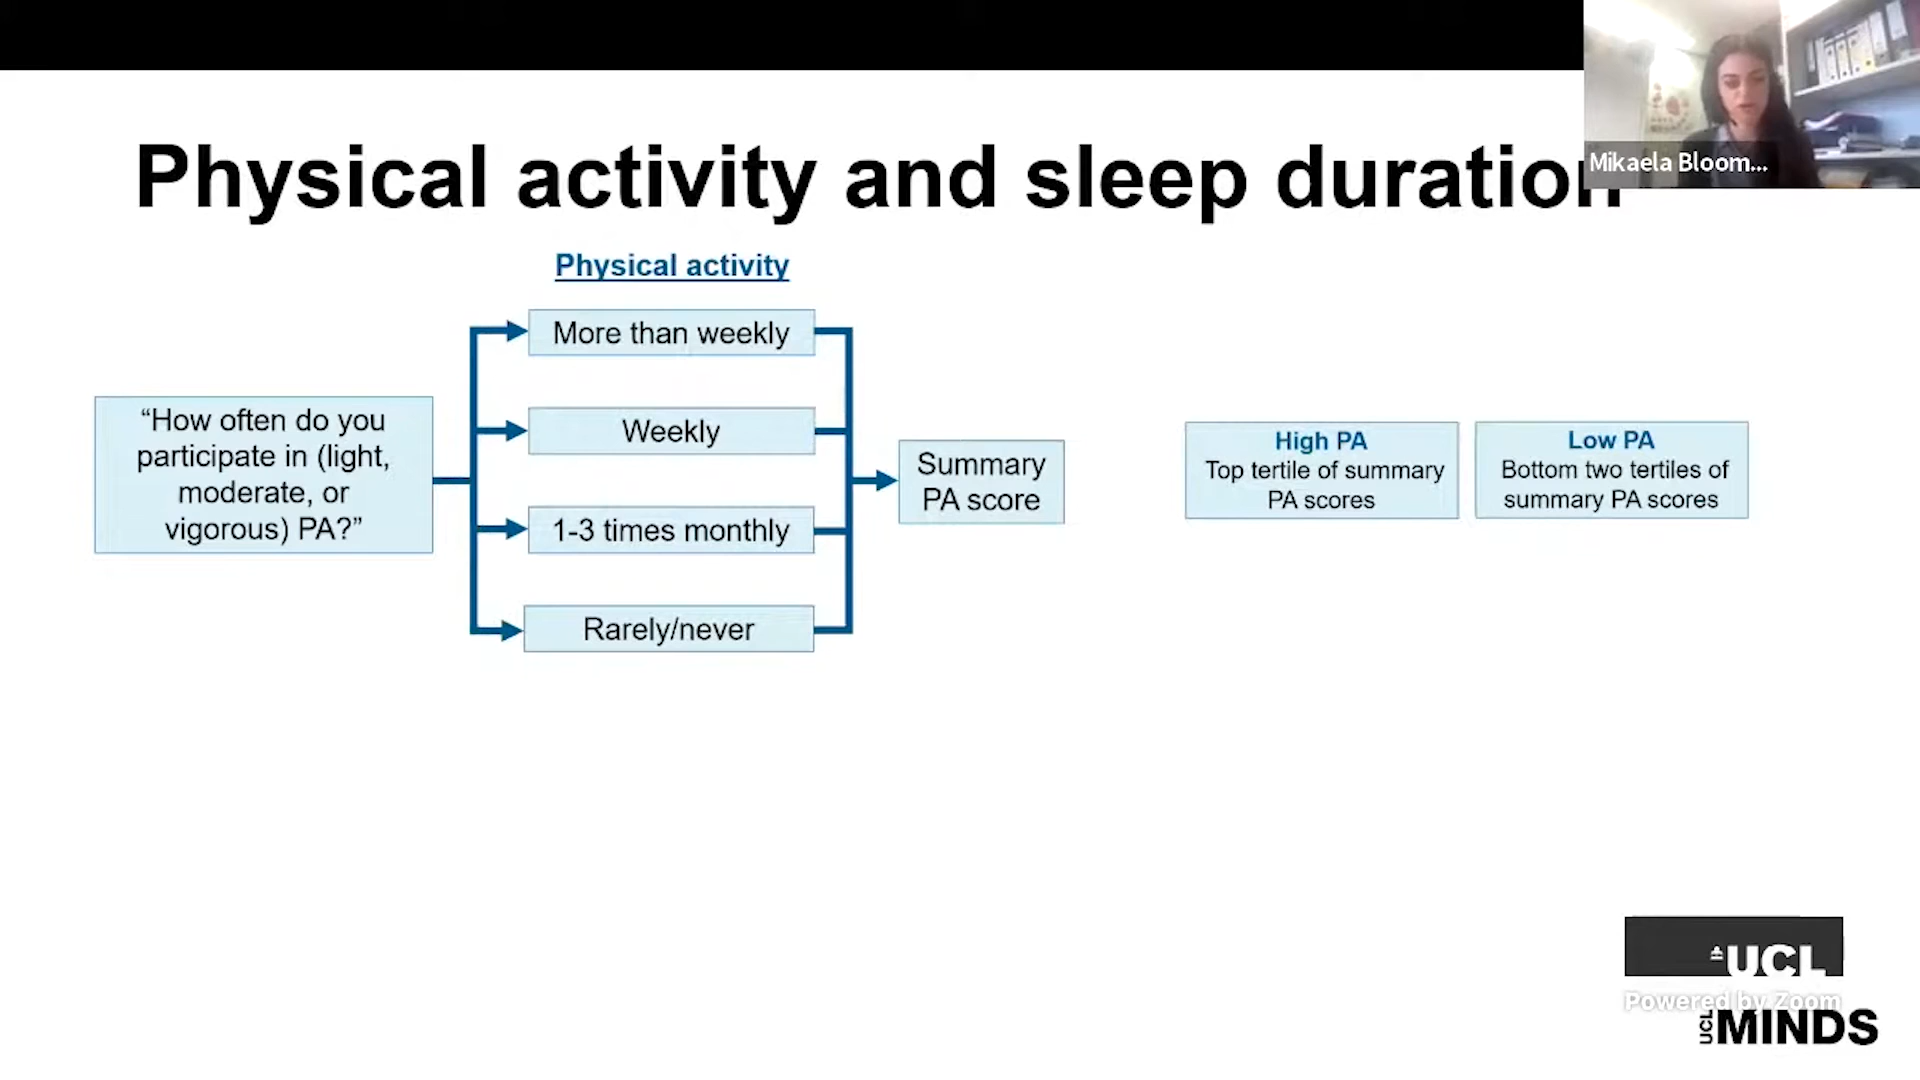 Mikaela Bloom...
Physical activity and sleep duration
Physical activity
More than weekly
Weekly
1-3 times monthly
Rarely/never
“How often do you
participate in (light,
moderate, or
vigorous) PA?”
Summary
PA score
High PA
Top tertile of summary
PA scores
Low PA
Bottom two tertiles of
summary PA scores
UCL
Powered by Zoom
UCL MINDS